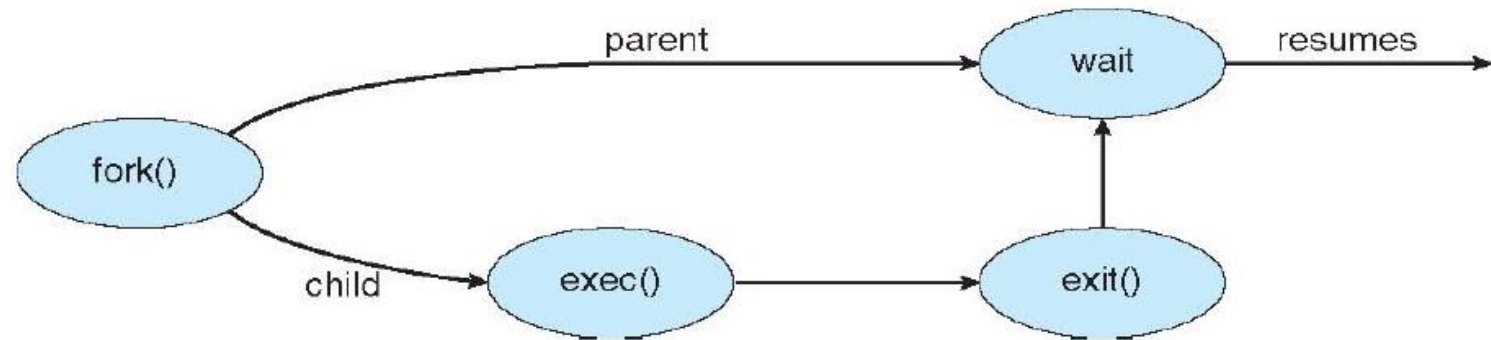 parent
wait
resumes
fork()
child
exec()
exit()